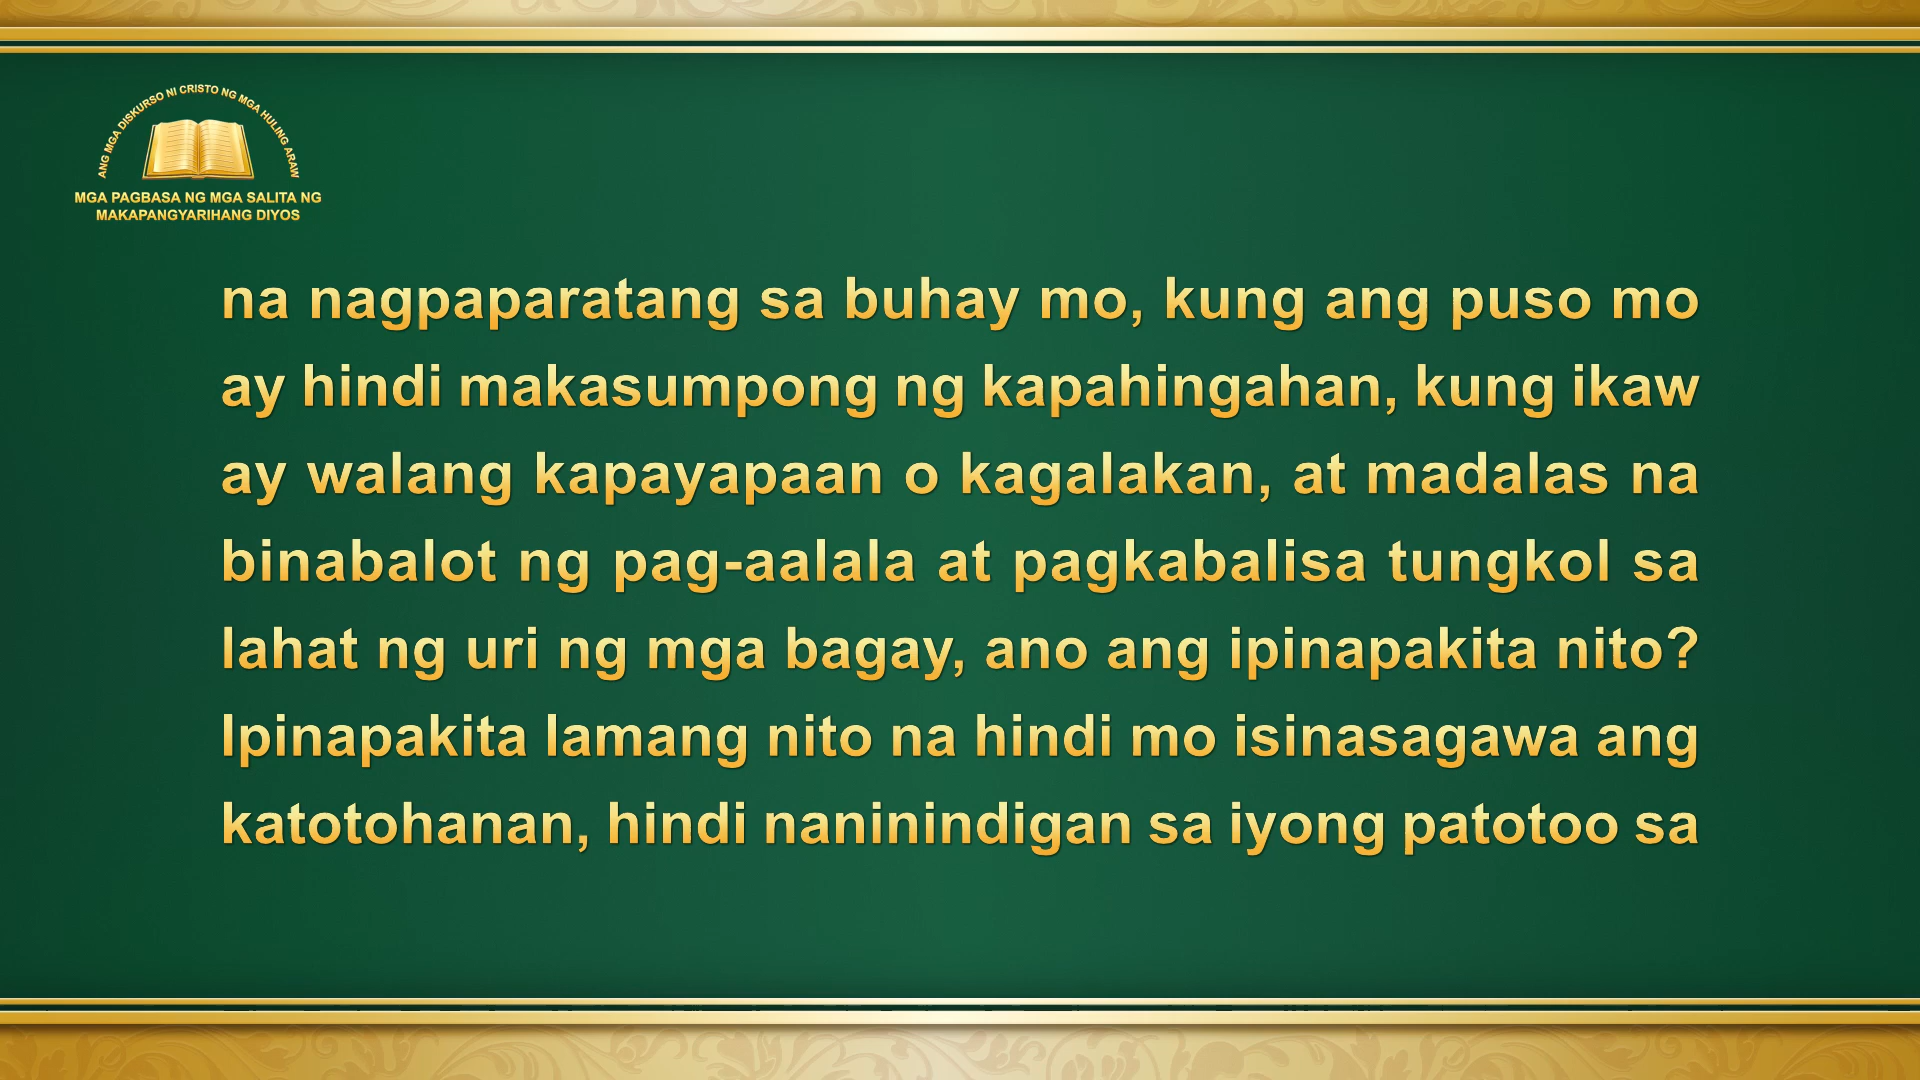 ANG MGA DISKURSO NI CRISTO NG MGA HULING ARAW
MGA PAGBASA NG MGA SALITA NG
MAKAPANGYARIHANG DIYOS
na nagpaparatang sa buhay mo, kung ang puso mo
ay hindi makasumpong ng kapahingahan, kung ikaw
ay walang kapayapaan o kagalakan, at madalas na
binabalot ng pag-aalala at pagkabalisa tungkol sa
lahat ng uri ng mga bagay, ano ang ipinapakita nito?
Ipinapakita lamang nito na hindi mo isinasagawa ang
katotohanan, hindi naninindigan sa iyong patotoo sa